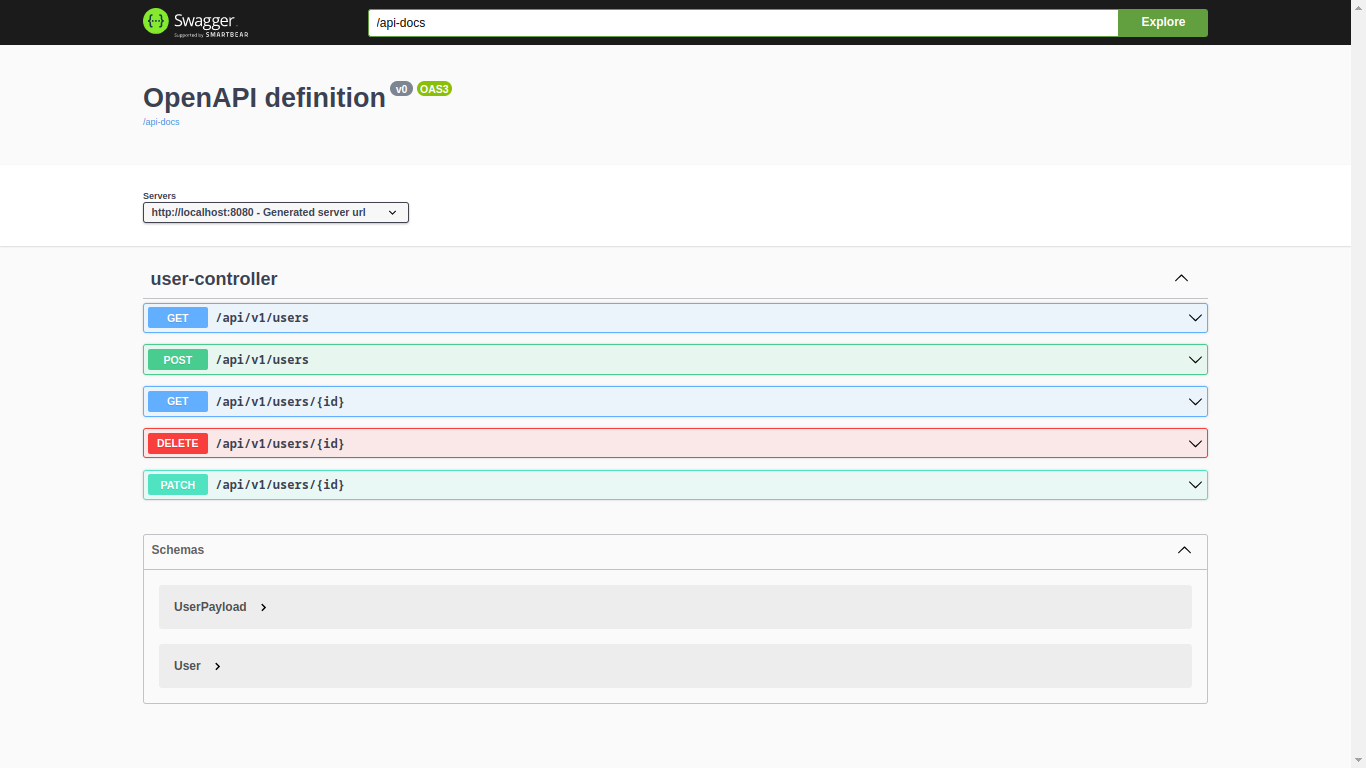 Swagger.
Supported by SMARTBEAR
/api-docs
Explore
OpenAPI definition v0 OAS3
/api-docs
Servers
http://localhost:8080 - Generated server url
user-controller
GET /api/v1/users
POST /api/v1/users
GET /api/v1/users/{id}
DELETE /api/v1/users/{id}
PATCH /api/v1/users/{id}
Schemas
UserPayload
User